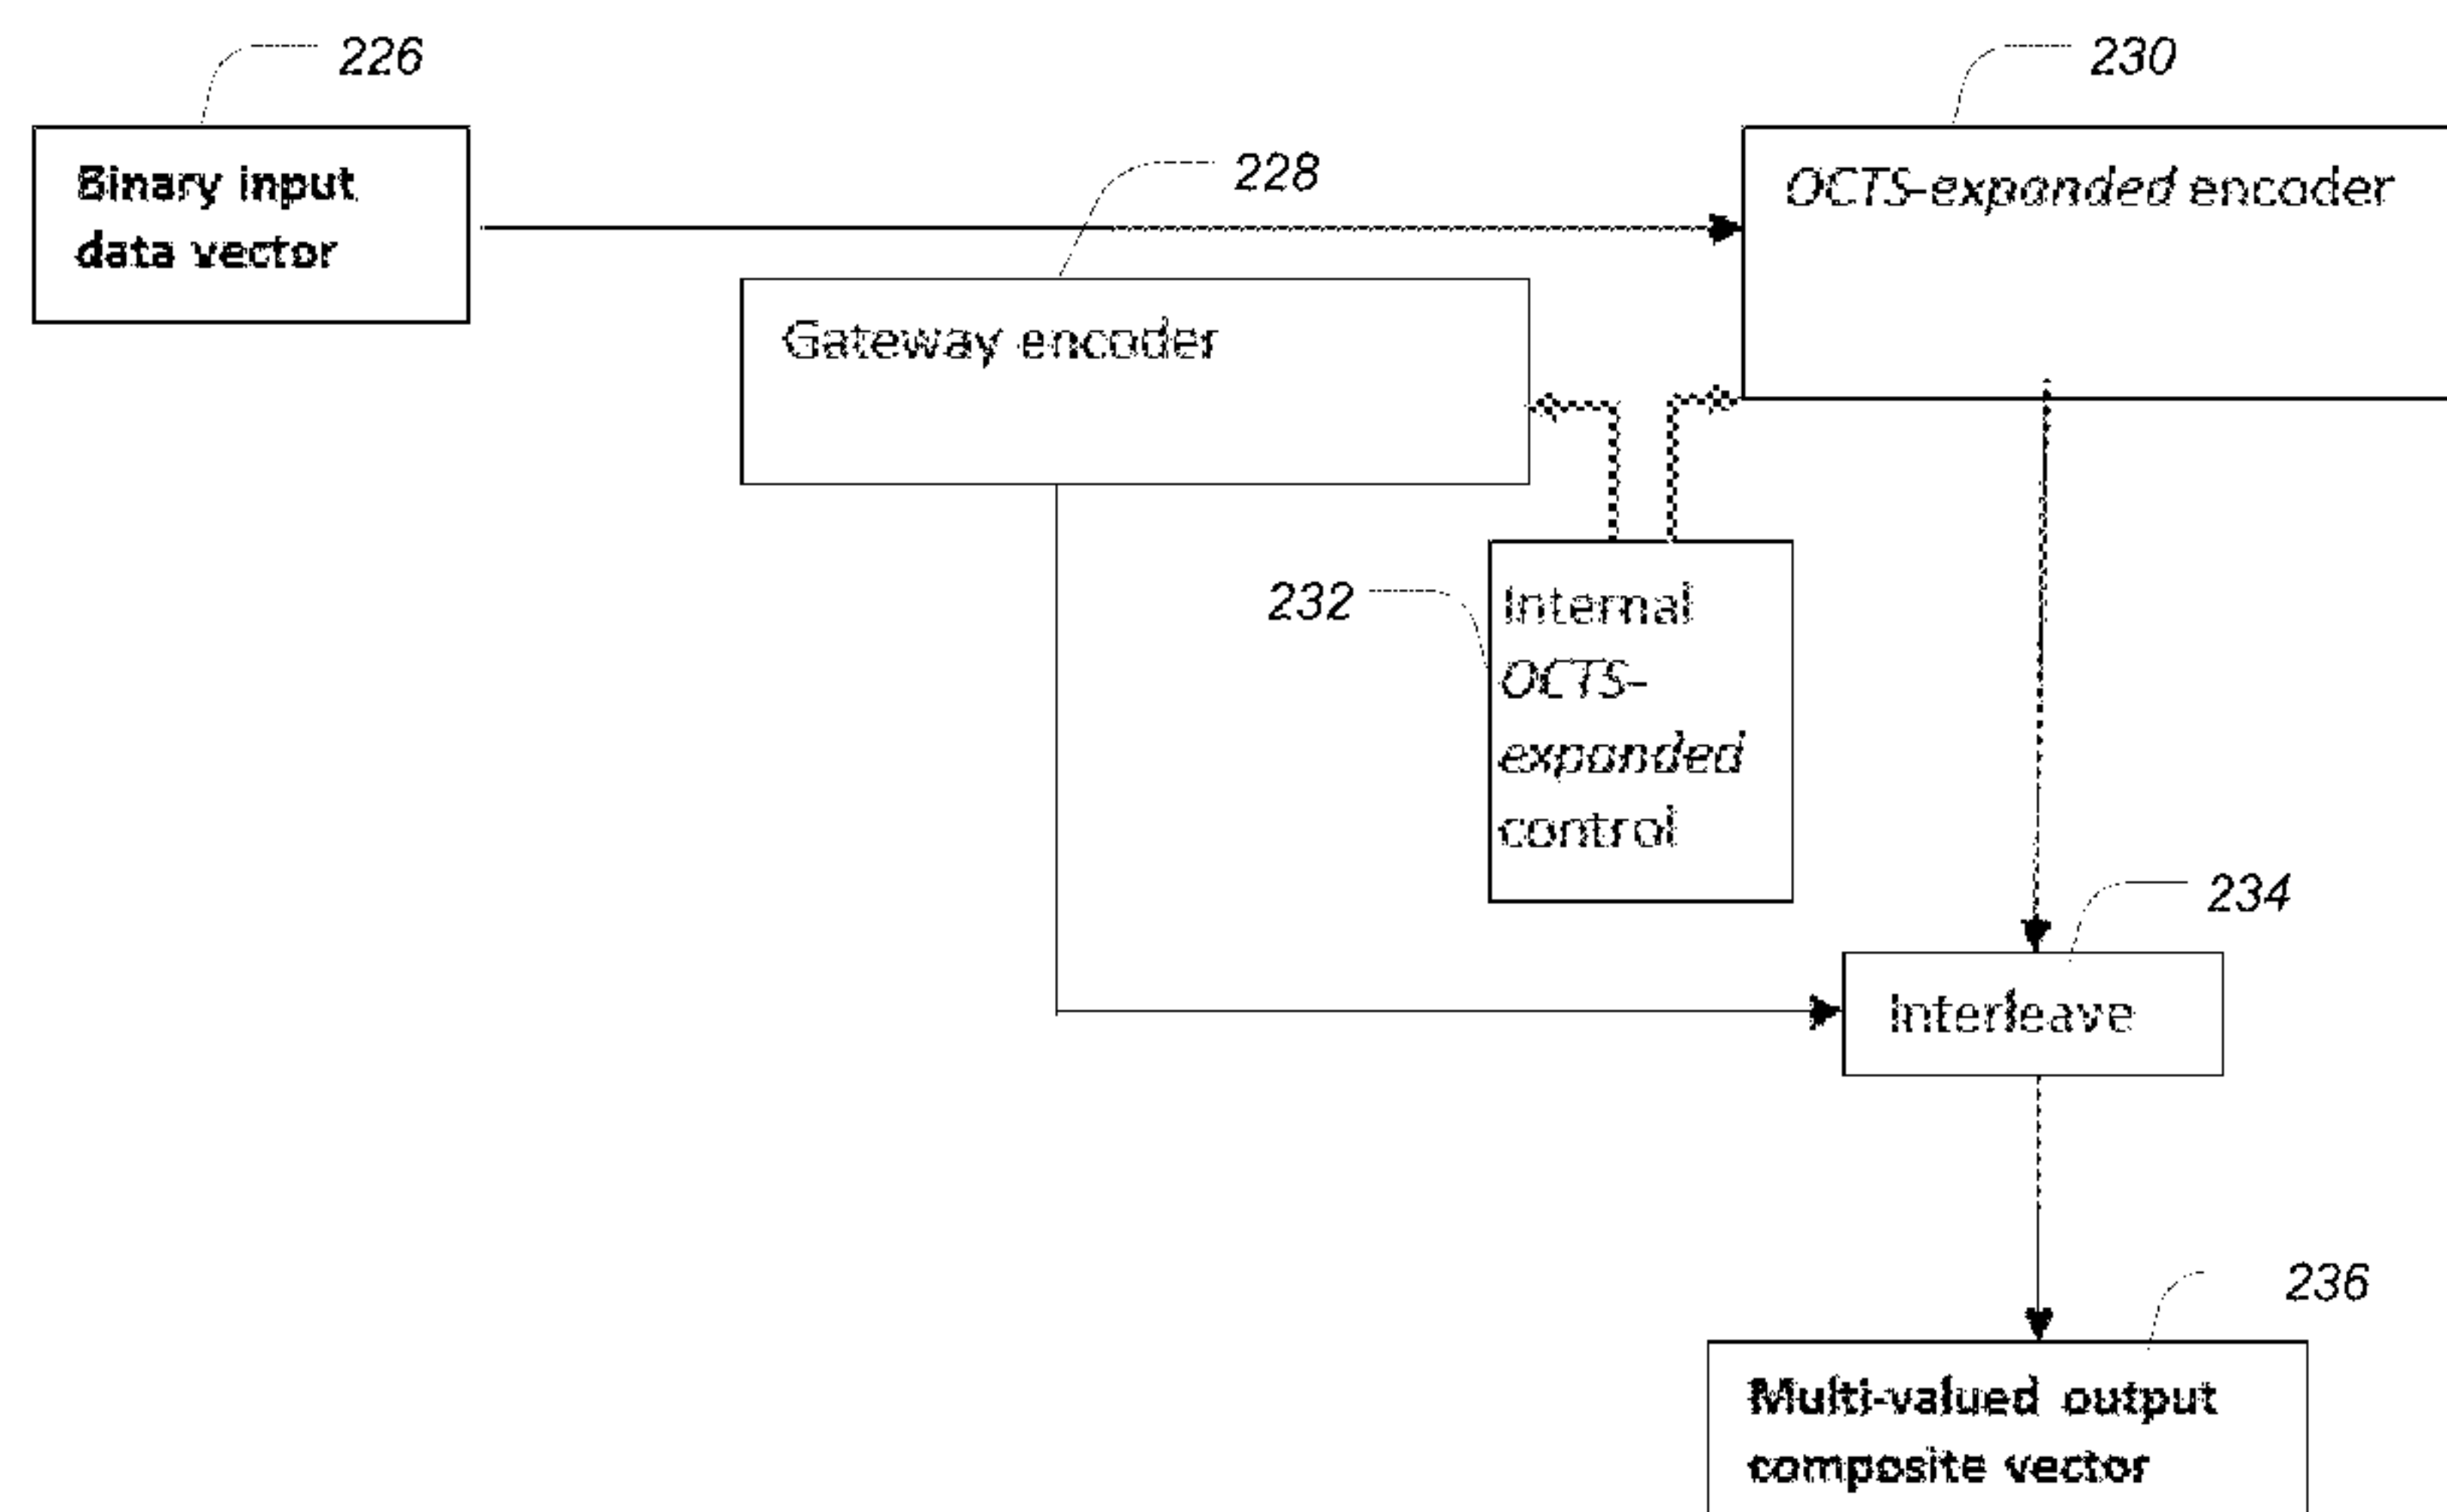 226
230
Binary input
data vector
228
OCTS-expanded encoder
Gateway encoder
232
Internal
OCTS-
expanded
control
234
Interleave
236
Multi-valued output
composite vector